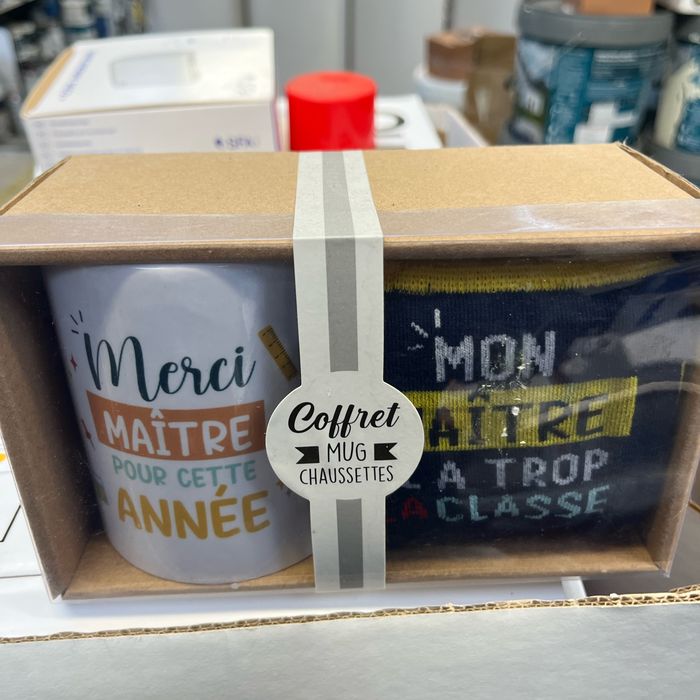 Merci
MAÎTRE
POUR CETTE
ANNÉE
Coffret
MUG
CHAUSSETTES
MON
AÎTRE
A TROP
LA CLASSE